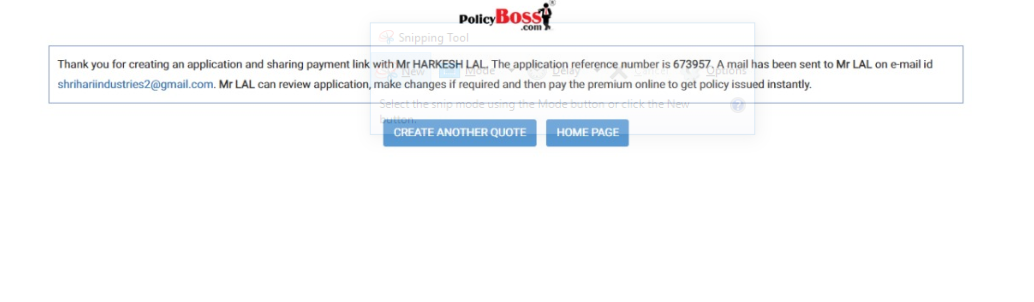 PolicyBoss
.com
Snipping Tool
Thank you for creating an application and sharing payment link with Mr HARKESH LAL. The application reference number is 673957. A mail has been sent to Mr LAL on e-mail id
New Mode Delay Cancel Options
shrihariindustries2@gmail.com. Mr LAL can review application, make changes if required and then pay the premium online to get policy issued instantly.
Select the snip mode using the Mode button or click the New
button.
CREATE ANOTHER QUOTE HOME PAGE